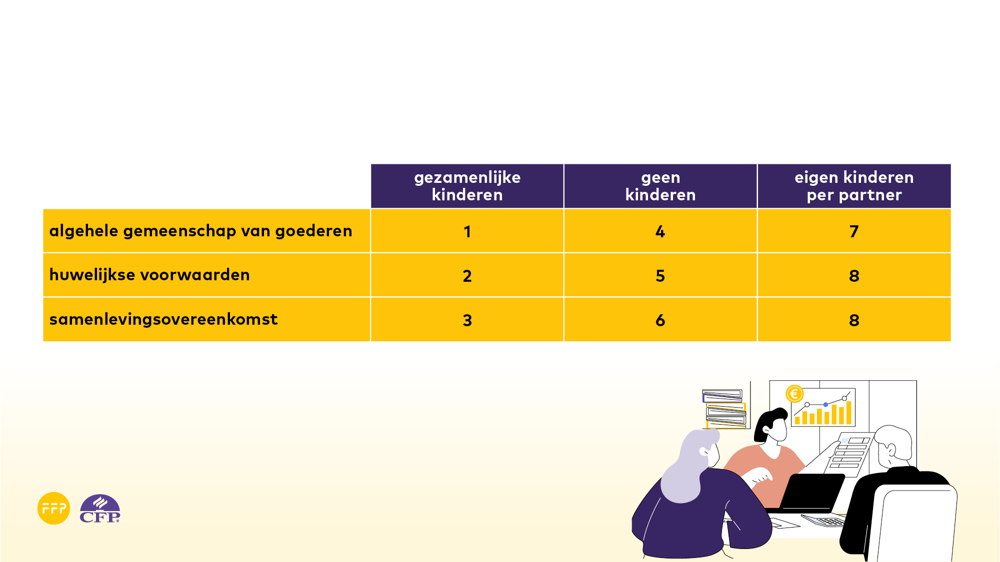 gezamenlijke
kinderen
geen
kinderen
eigen kinderen
per partner
algehele gemeenschap van goederen
1
4
7
huwelijkse voorwaarden
2
5
8
samenlevingsovereenkomst
3
6
8
€
FFP
CFP®